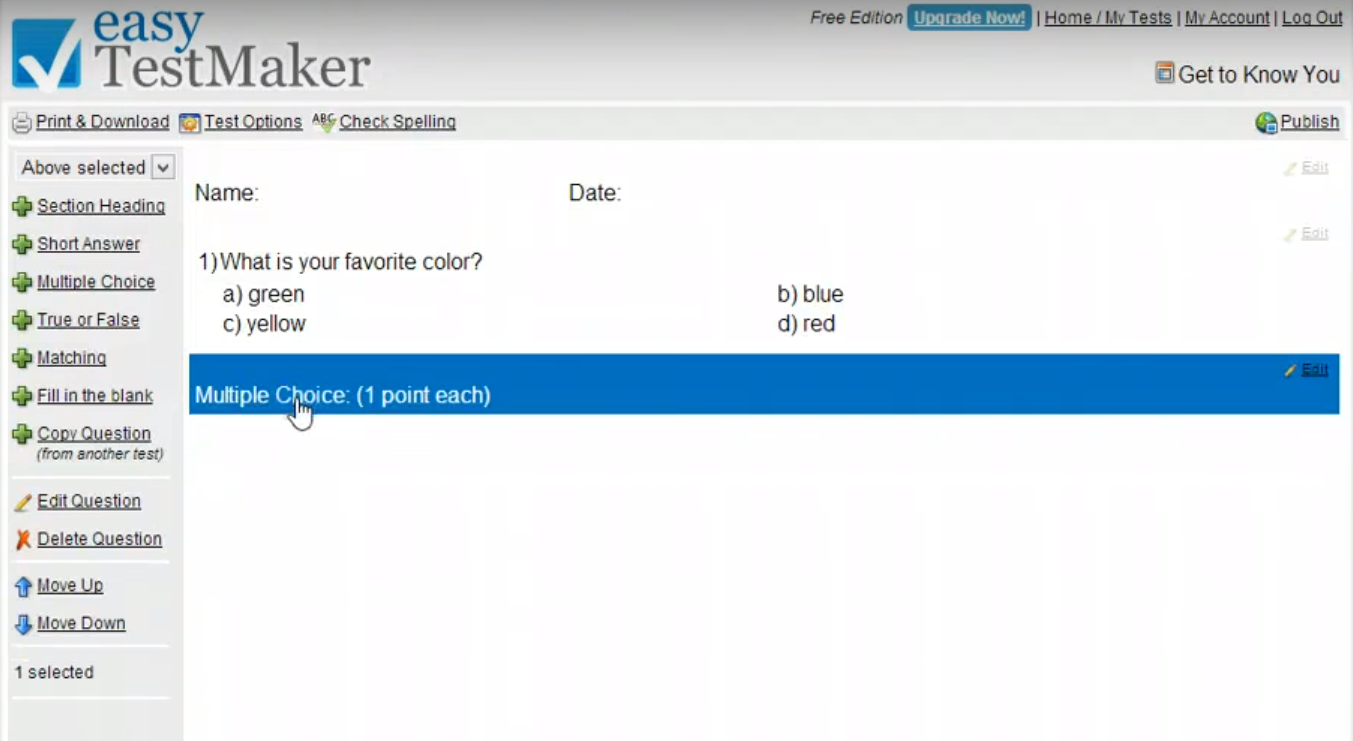 easy
TestMaker
Free Edition Upgrade Now! | Home / My Tests | My Account | Log Out
Get to Know You
Print & Download Test Options ABC Check Spelling Publish
Above selected
Section Heading
Short Answer
Multiple Choice
True or False
Matching
Fill in the blank
Copy Question
(from another test)
Edit Question
Delete Question
Move Up
Move Down
1 selected
Edit
Name: Date:
Edit
1) What is your favorite color?
a) green b) blue
c) yellow d) red
Edit
Multiple Choice: (1 point each)